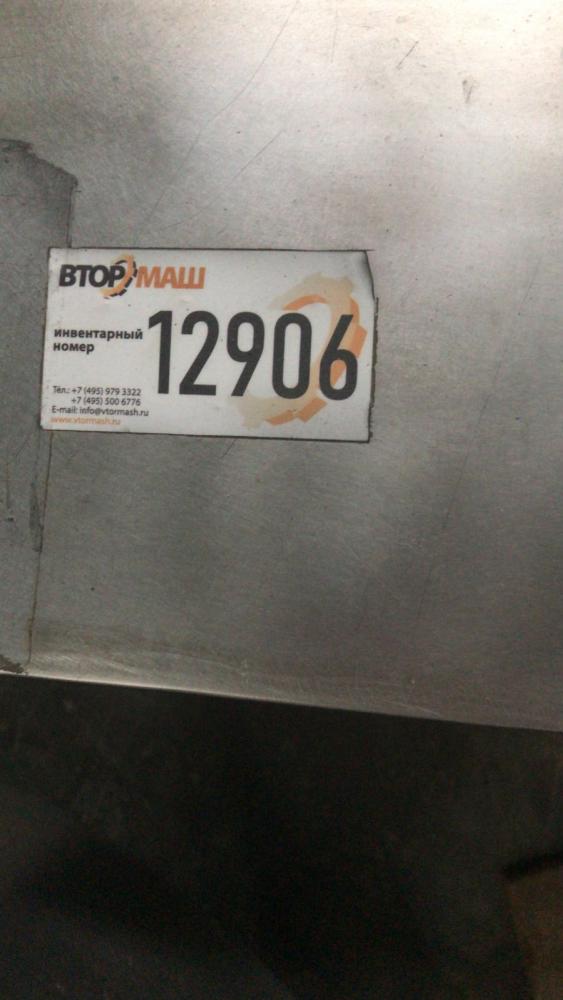 ВТОРМАШ
инвентарный
номер
12906
Тел.: +7 (495) 979 3322
+7 (495) 500 6776
E-mail: info@vtormash.ru
www.vtormash.ru